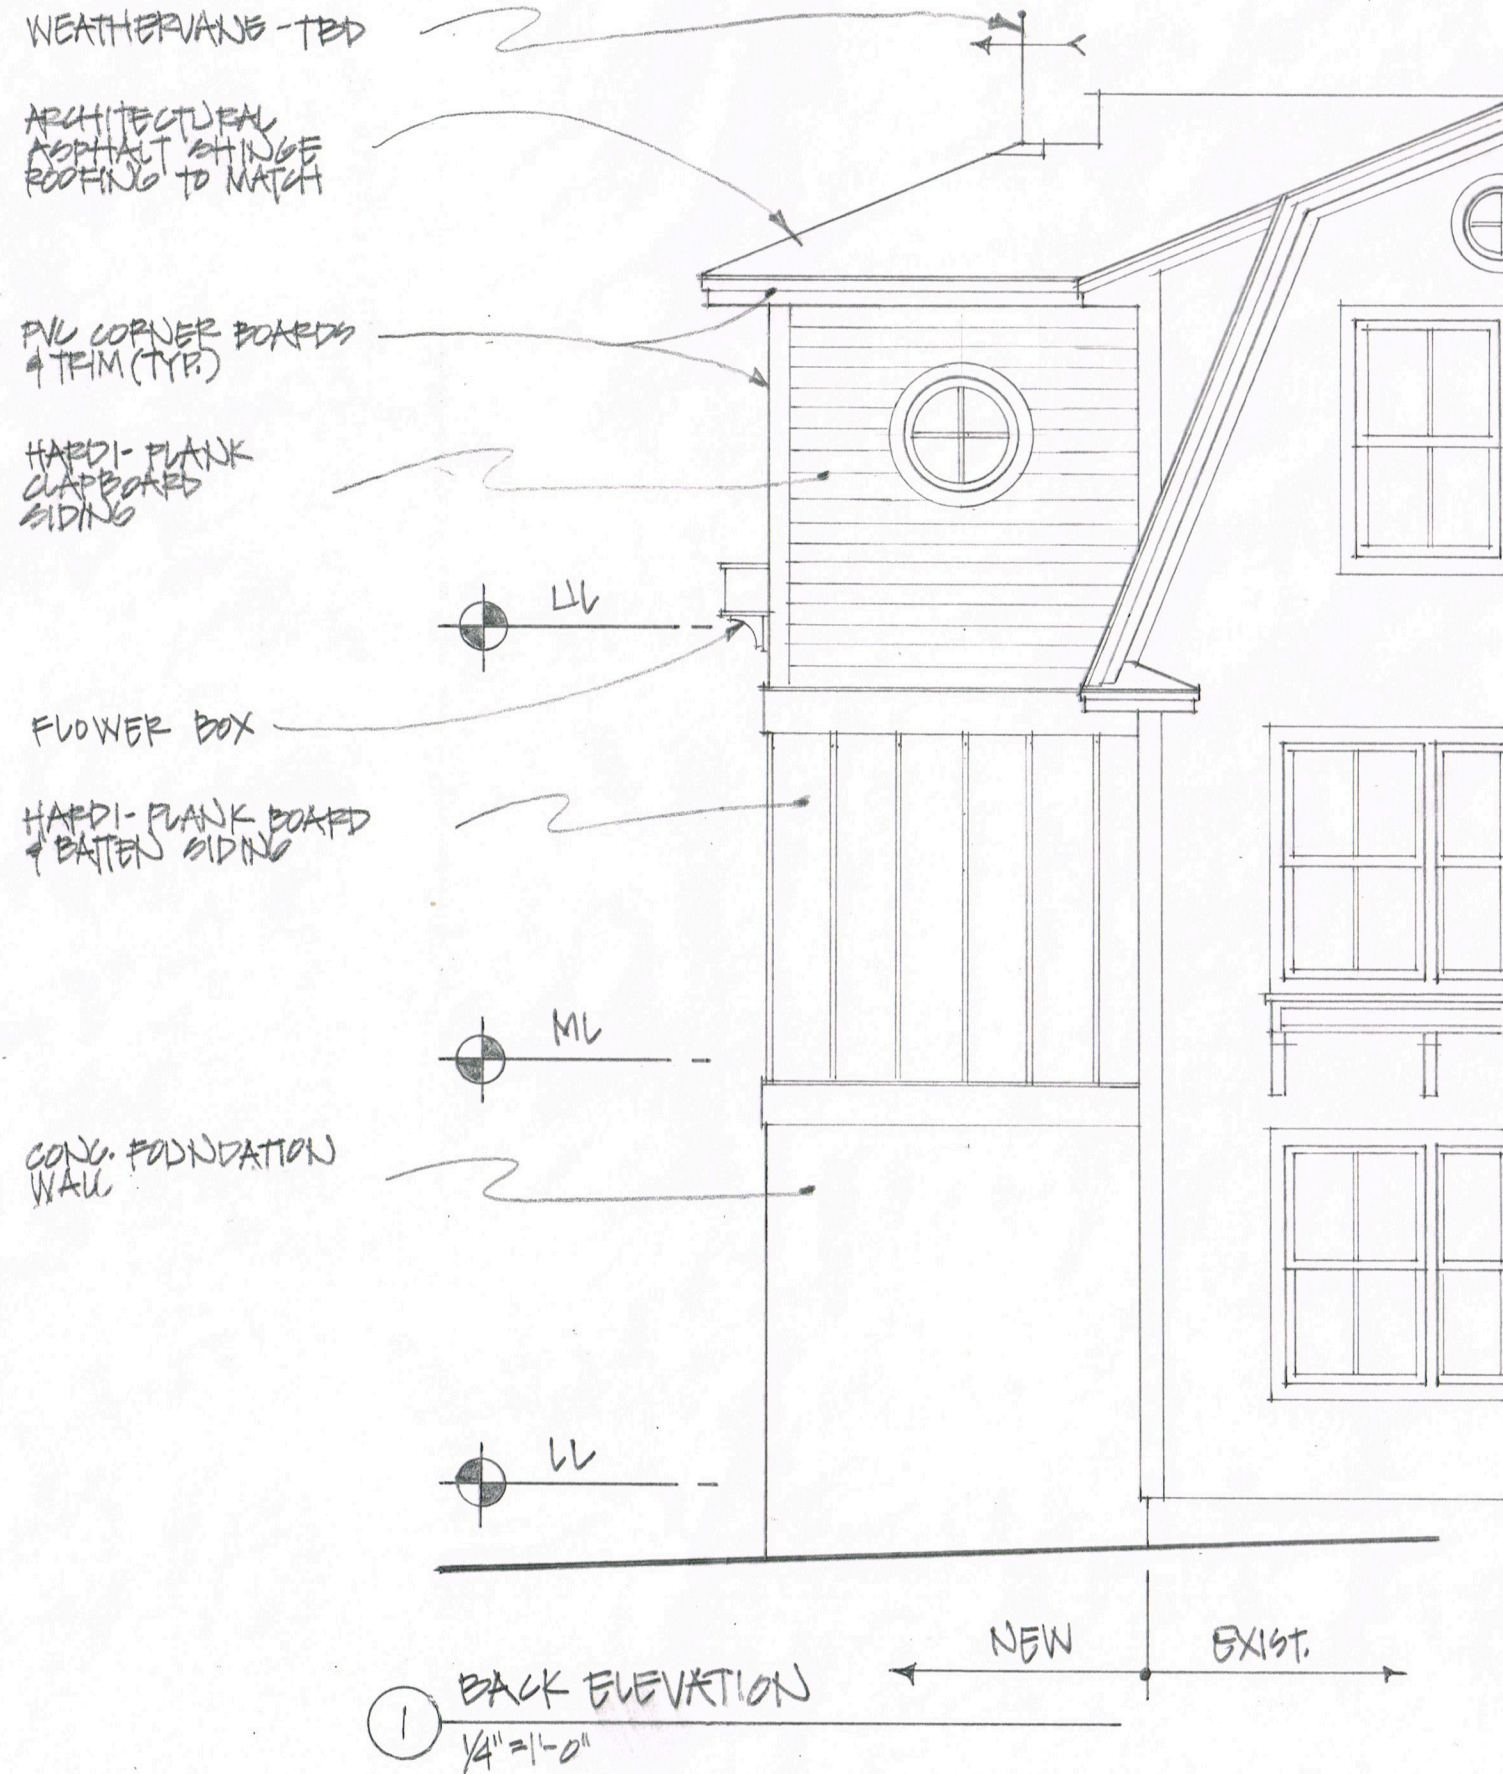 WEATHERVANE - TBD
ARCHITECTURAL
ASPHALT SHINGE
ROOFING TO MATCH
PVC CORNER BOARDS
& TRIM (TYP.)
HARDI-PLANK
CLAPBOARD
SIDING
UL
FLOWER BOX
HARDI-PLANK BOARD
& BATTEN SIDING
ML
CONC. FOUNDATION
WALL
LL
NEW
EXIST.
1
BACK ELEVATION
1/4" = 1'-0"